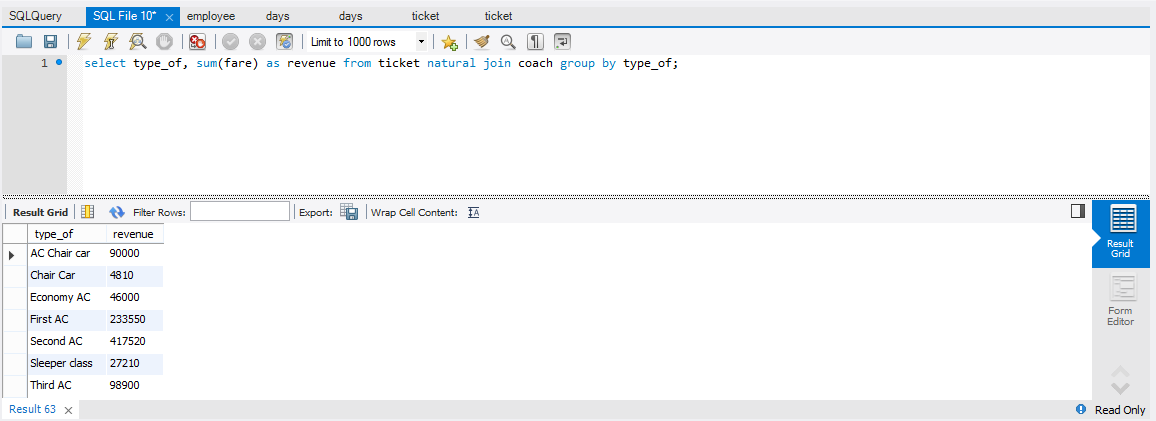 SQLQuery SQL File 10* × employee days days ticket ticket
Limit to 1000 rows
1 select type_of, sum(fare) as revenue from ticket natural join coach group by type_of;
Result Grid Filter Rows: Export: Wrap Cell Content:
type_of revenue
AC Chair car 90000
Chair Car 4810
Economy AC 46000
First AC 233550
Second AC 417520
Sleeper class 27210
Third AC 98900
Result
Grid
Form
Editor
Result 63 × Read Only